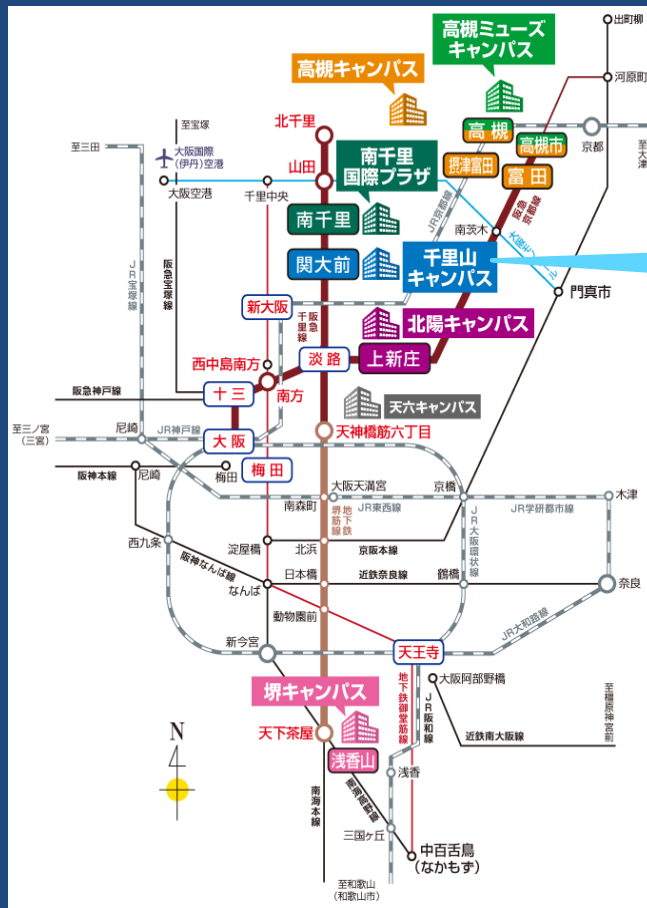 出町柳
高槻ミューズ
キャンパス
高槻キャンパス
河原町
至宝塚
北千里
高槻
至三田
大阪国際
(伊丹)空港
高槻市
京都
至大津
山田
南千里
国際プラザ
摂津富田
富田
大阪空港
千里中央
JR京都線
阪急
京都線
南千里
南茨木
大阪モノレール
関大前
千里山
キャンパス
JR宝塚線
阪急宝塚線
門真市
新大阪
阪急
千里線
北陽キャンパス
西中島南方
淡路
上新庄
阪急神戸線
十三
南方
天六キャンパス
至三ノ宮
(三宮)
尼崎
JR神戸線
大阪
天神橋筋六丁目
阪神本線
尼崎
梅田
梅田
大阪天満宮
京橋
木津
南森町
地下鉄
堺筋線
JR東西線
JR学研都市線
JR大阪環状線
西九条
淀屋橋
北浜
京阪本線
阪神なんば線
なんば
日本橋
近鉄奈良線
鶴橋
奈良
動物園前
JR大和路線
新今宮
天王寺
大阪阿部野橋
堺キャンパス
地下鉄御堂筋線
JR阪和線
至橿原神宮前
N
天下茶屋
近鉄南大阪線
浅香山
浅香
南海本線
南海高野線
三国ヶ丘
中百舌鳥
(なかもず)
至和歌山
(和歌山市)